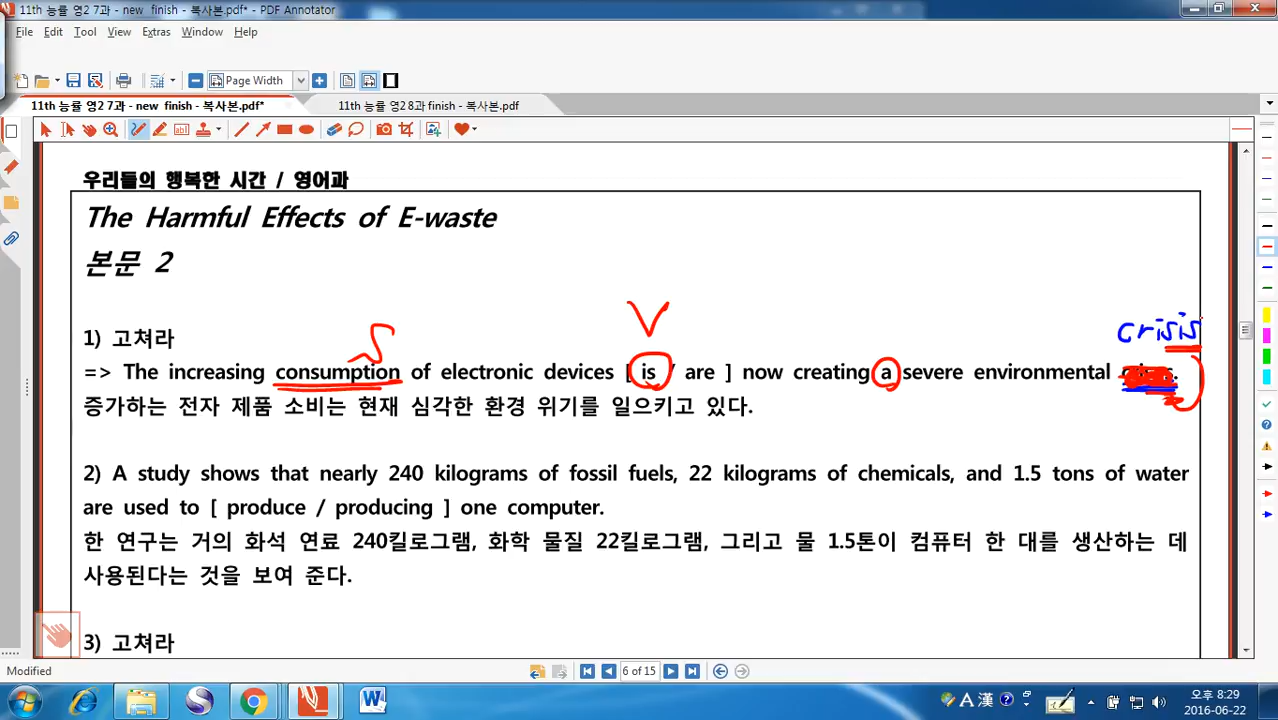 11th 능률 영2 7과 - new finish - 복사본.pdf* - PDF Annotator
File Edit Tool View Extras Window Help
Page Width
11th 능률 영2 7과 - new finish - 복사본.pdf* 11th 능률 영2 8과 finish - 복사본.pdf
우리들의 행복한 시간 / 영어과
The Harmful Effects of E-waste
본문 2
V
crisis
S
1) 고쳐라
=> The increasing consumption of electronic devices [ is / are ] now creating a severe environmental
증가하는 전자 제품 소비는 현재 심각한 환경 위기를 일으키고 있다.
2) A study shows that nearly 240 kilograms of fossil fuels, 22 kilograms of chemicals, and 1.5 tons of water
are used to [ produce / producing ] one computer.
한 연구는 거의 화석 연료 240킬로그램, 화학 물질 22킬로그램, 그리고 물 1.5톤이 컴퓨터 한 대를 생산하는 데
사용된다는 것을 보여 준다.
3) 고쳐라
Modified 6 of 15
A 漢 오후 8:29
2016-06-22